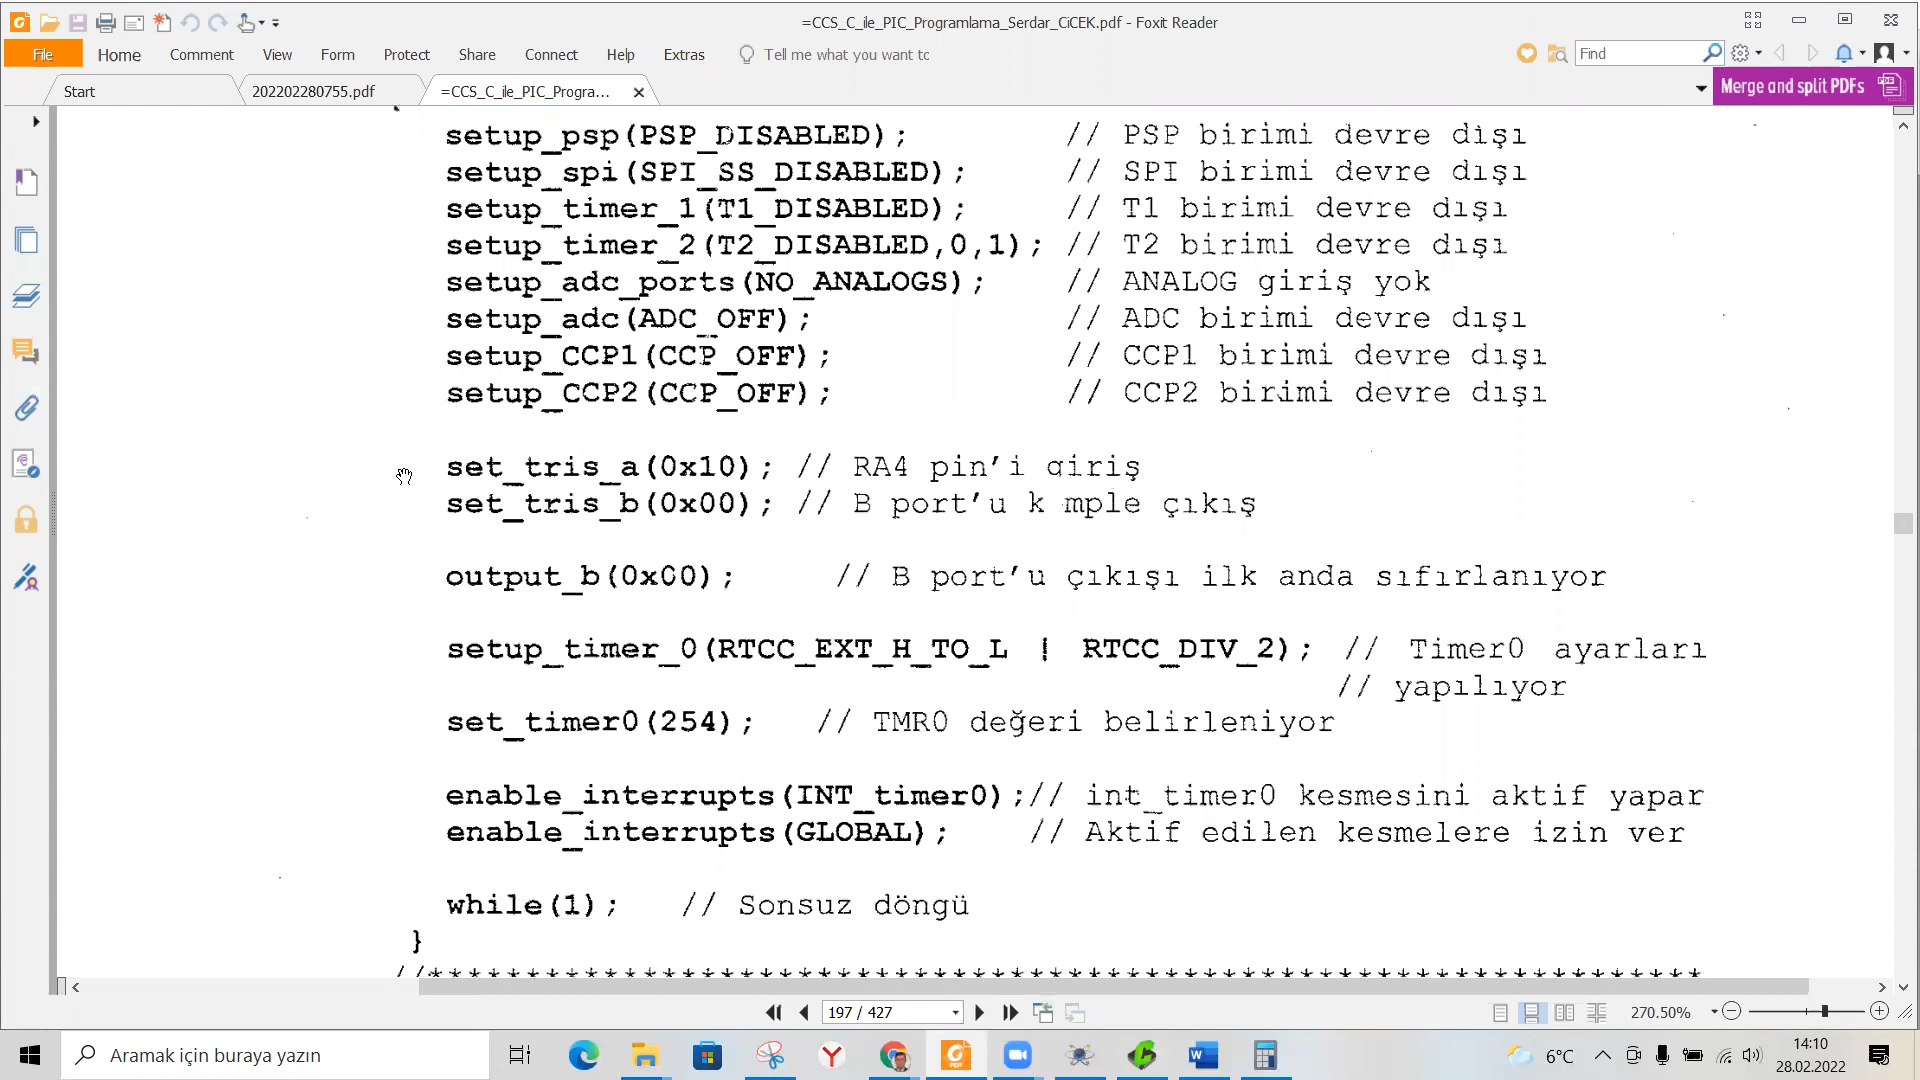 =CCS_C_ile_PIC_Programlama_Serdar_CiCEK.pdf - Foxit Reader
File Home Comment View Form Protect Share Connect Help Extras Tell me what you want to Find
Start 202202280755.pdf =CCS_C_ile_PIC_Progra... Merge and split PDFs
setup_psp(PSP_DISABLED); // PSP birimi devre dışı
setup_spi(SPI_SS_DISABLED); // SPI birimi devre dışı
setup_timer_1(T1_DISABLED); // T1 birimi devre dışı
setup_timer_2(T2_DISABLED,0,1); // T2 birimi devre dışı
setup_adc_ports(NO_ANALOGS); // ANALOG giriş yok
setup_adc(ADC_OFF); // ADC birimi devre dışı
setup_CCP1(CCP_OFF); // CCP1 birimi devre dışı
setup_CCP2(CCP_OFF); // CCP2 birimi devre dışı
set_tris_a(0x10); // RA4 pin'i giriş
set_tris_b(0x00); // B port'u k mple çıkış
output_b(0x00); // B port'u çıkışı ilk anda sıfırlanıyor
setup_timer_0(RTCC_EXT_H_TO_L | RTCC_DIV_2); // Timer0 ayarları
// yapılıyor
set_timer0(254); // TMR0 değeri belirleniyor
enable_interrupts(INT_timer0);// int_timer0 kesmesini aktif yapar
enable_interrupts(GLOBAL); // Aktif edilen kesmelere izin ver
while(1); // Sonsuz döngü
}
//******************************************************************
197 / 427 270.50%
Aramak için buraya yazın 6°C 14:10
28.02.2022